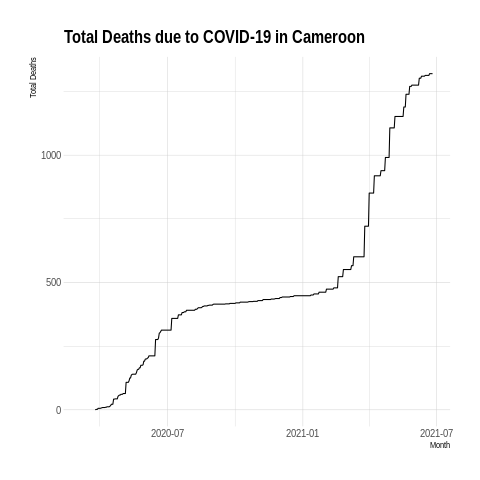 Total Deaths due to COVID-19 in Cameroon
Total Deaths
1000
500
0
2020-07
2021-01
2021-07
Month